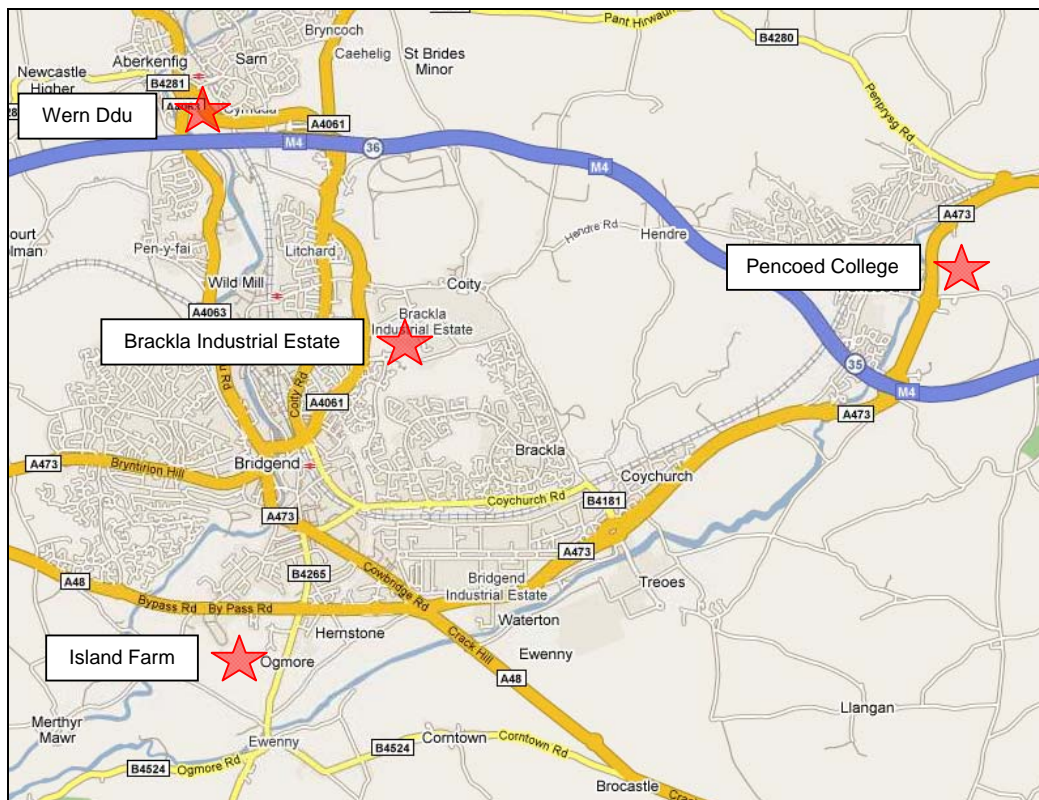 Bryncoch
Pant Hirwaun
B4280
Sarn
Caehelig
St Brides
Minor
Aberkenfig
Newcastle
Higher
B4281
Wern Ddu
A4061
M4
36
M4
Penprysg Rd
A473
Court
Colman
Pen-y-fai
Litchard
Hendre Rd
Hendre
Pencoed College
Wild Mill
Coity
A4063
Brackla
Industrial Estate
Brackla Industrial Estate
35
M4
A4061
Coity Rd
A473
A473
Bryntirion Hill
Bridgend
Brackla
Coychurch
Coychurch Rd
B4181
A473
A473
B4265
Cowbridge Rd
Bridgend
Industrial Estate
Treoes
A48
Bypass Rd
By Pass Rd
Hernstone
Waterton
Island Farm
Ogmore
Crack Hill
Ewenny
A48
Merthyr
Mawr
Llangan
Ewenny
Corntown
B4524
Corntown Rd
B4524
Ogmore Rd
Brocastle